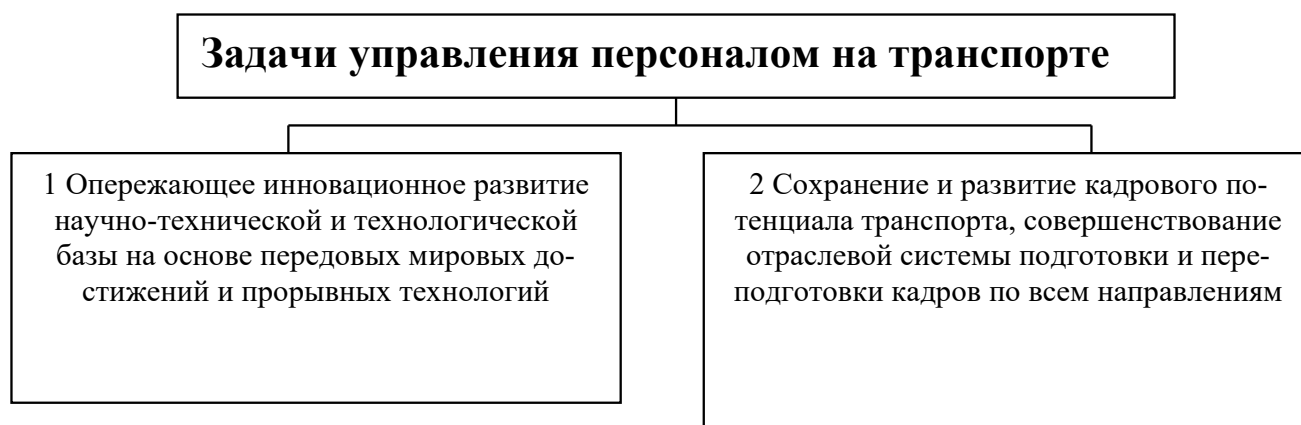 Задачи управления персоналом на транспорте
1 Опережающее инновационное развитие
научно-технической и технологической
базы на основе передовых мировых до-
стижений и прорывных технологий
2 Сохранение и развитие кадрового по-
тенциала транспорта, совершенствование
отраслевой системы подготовки и пере-
подготовки кадров по всем направлениям